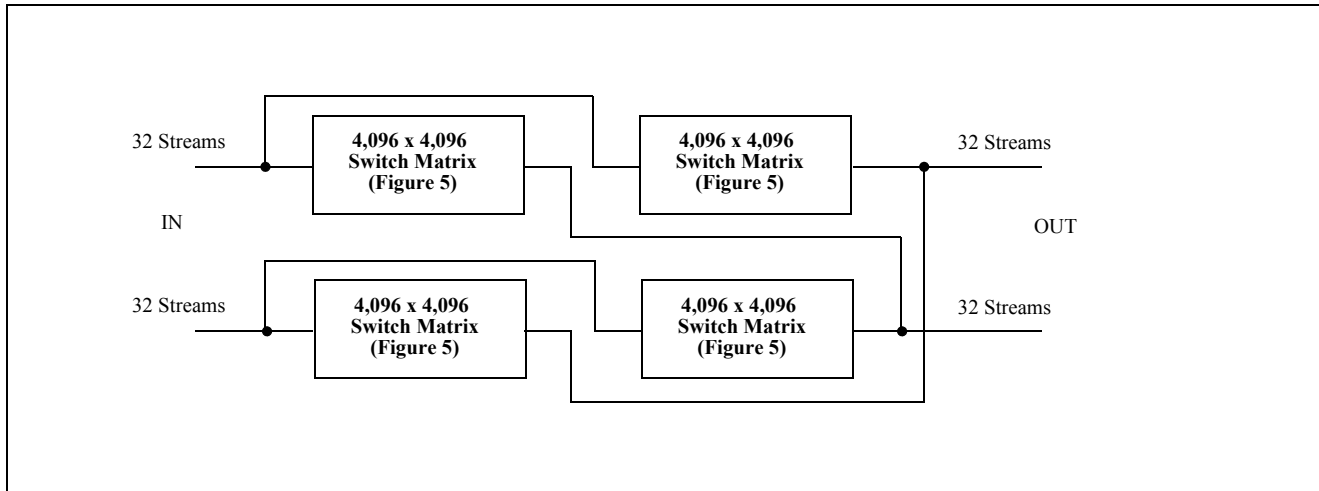 32 Streams
4,096 x 4,096
Switch Matrix
(Figure 5)
4,096 x 4,096
Switch Matrix
(Figure 5)
32 Streams
IN
OUT
32 Streams
4,096 x 4,096
Switch Matrix
(Figure 5)
4,096 x 4,096
Switch Matrix
(Figure 5)
32 Streams